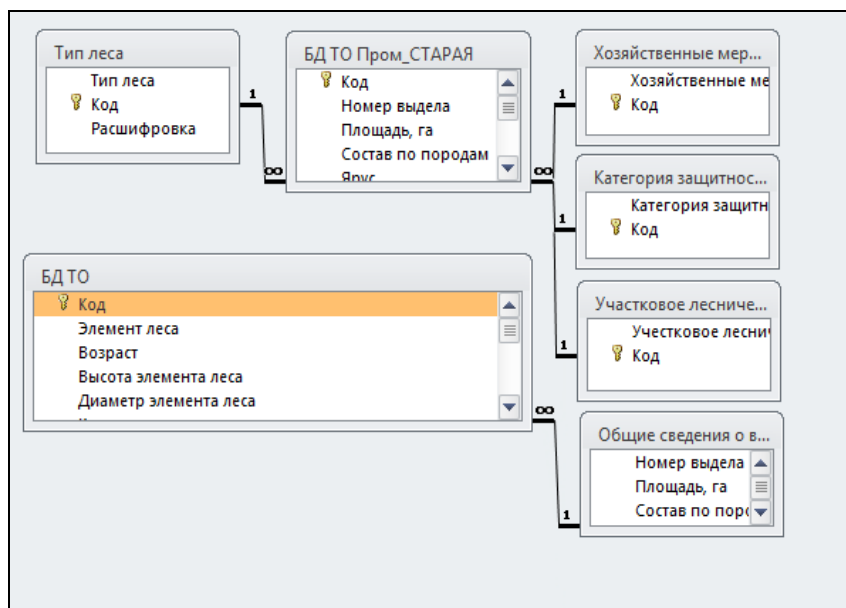 Тип леса
Тип леса
Код
Расшифровка
1
∞
БД ТО Пром_СТАРАЯ
Код
Номер выдела
Площадь, га
Состав по породам
Ярус
∞
Хозяйственные мер...
Хозяйственные ме
Код
1
Категория защитнос...
Категория защитн
Код
1
Участковое лесниче...
Учестковое леснич
Код
1
БД ТО
Код
Элемент леса
Возраст
Высота элемента леса
Диаметр элемента леса
∞
Общие сведения о в...
Номер выдела
Площадь, га
Состав по поро
1